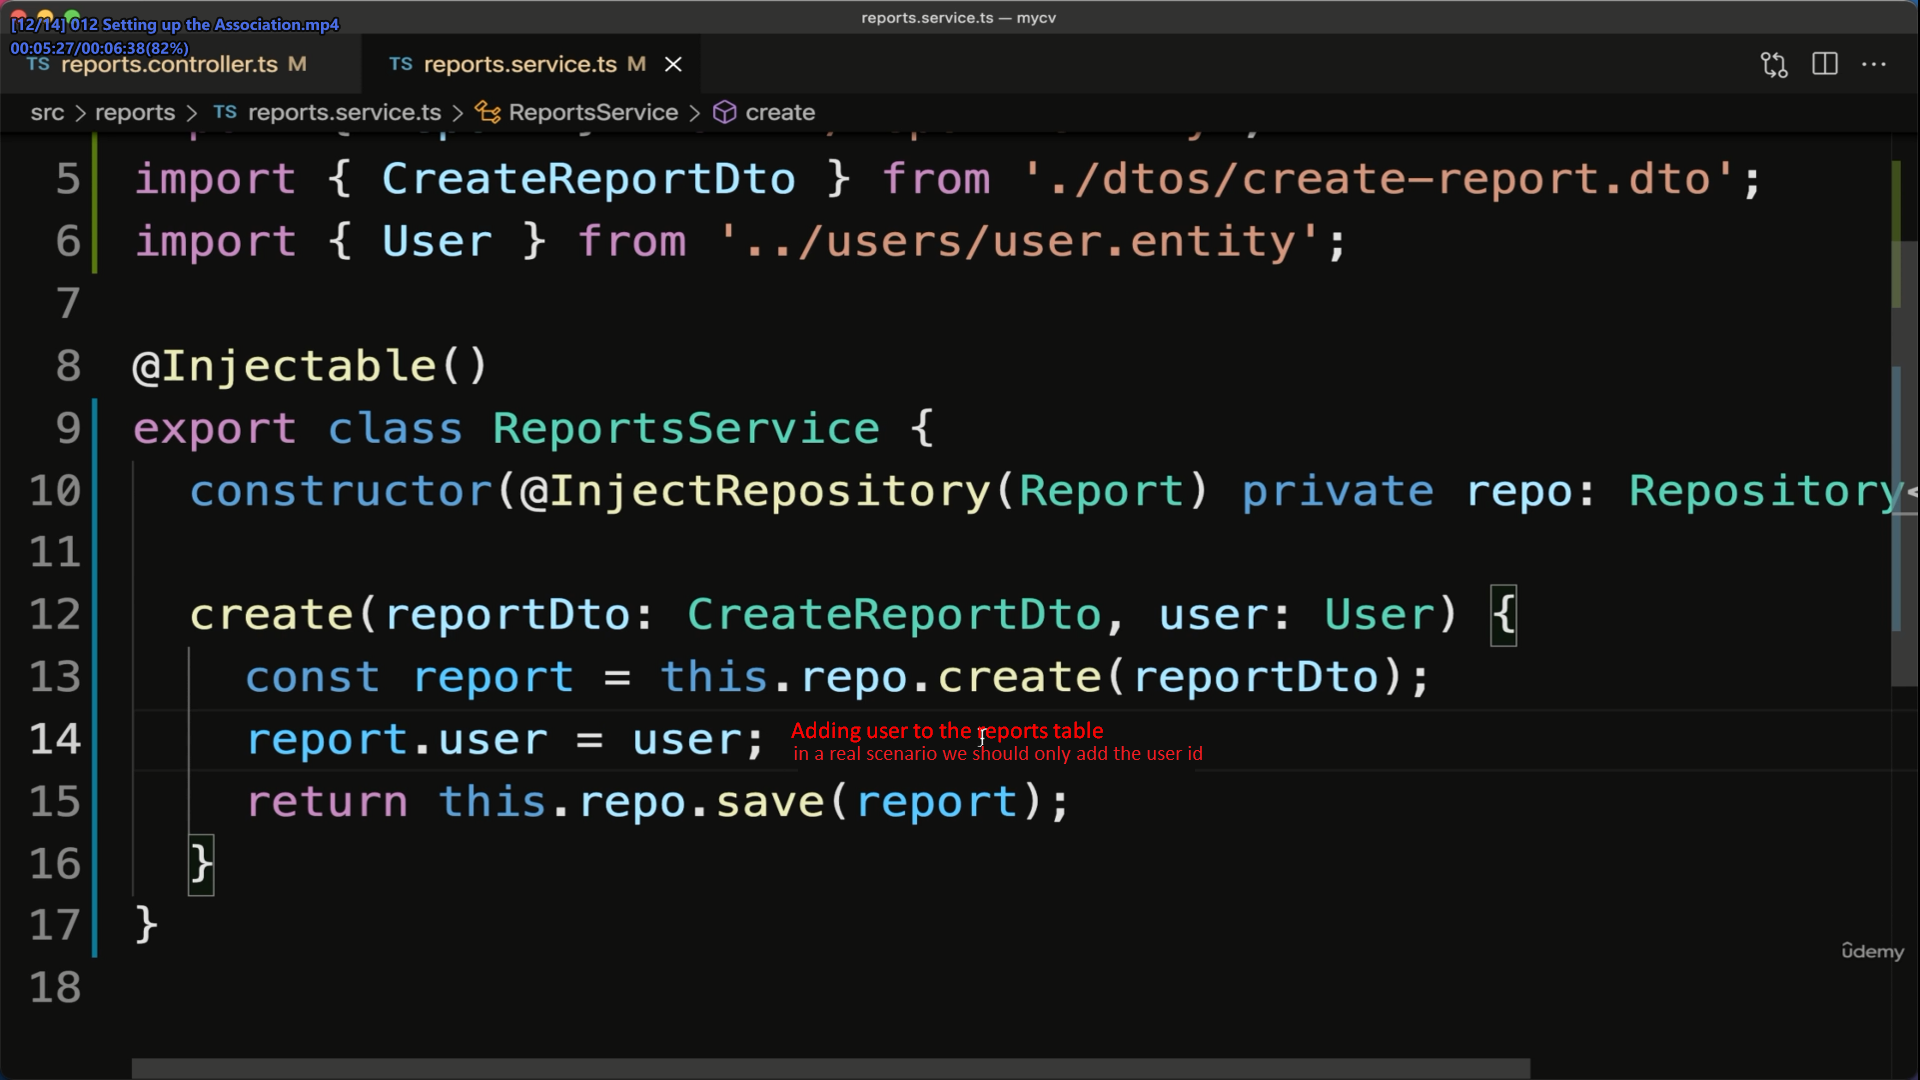 reports.service.ts — mycv
[12/14] 012 Setting up the Association.mp4
00:05:27/00:06:38(82%)
TS reports.controller.ts M
TS reports.service.ts M
src > reports > TS reports.service.ts > ReportsService > create
5 import { CreateReportDto } from './dtos/create-report.dto';
6 import { User } from '../users/user.entity';
7
8 @Injectable()
9 export class ReportsService {
10 constructor(@InjectRepository(Report) private repo: Repository<
11
12 create(reportDto: CreateReportDto, user: User) {
13 const report = this.repo.create(reportDto);
14 report.user = user; Adding user to the reports table
in a real scenario we should only add the user id
15 return this.repo.save(report);
16 }
17 }
18
ûdemy